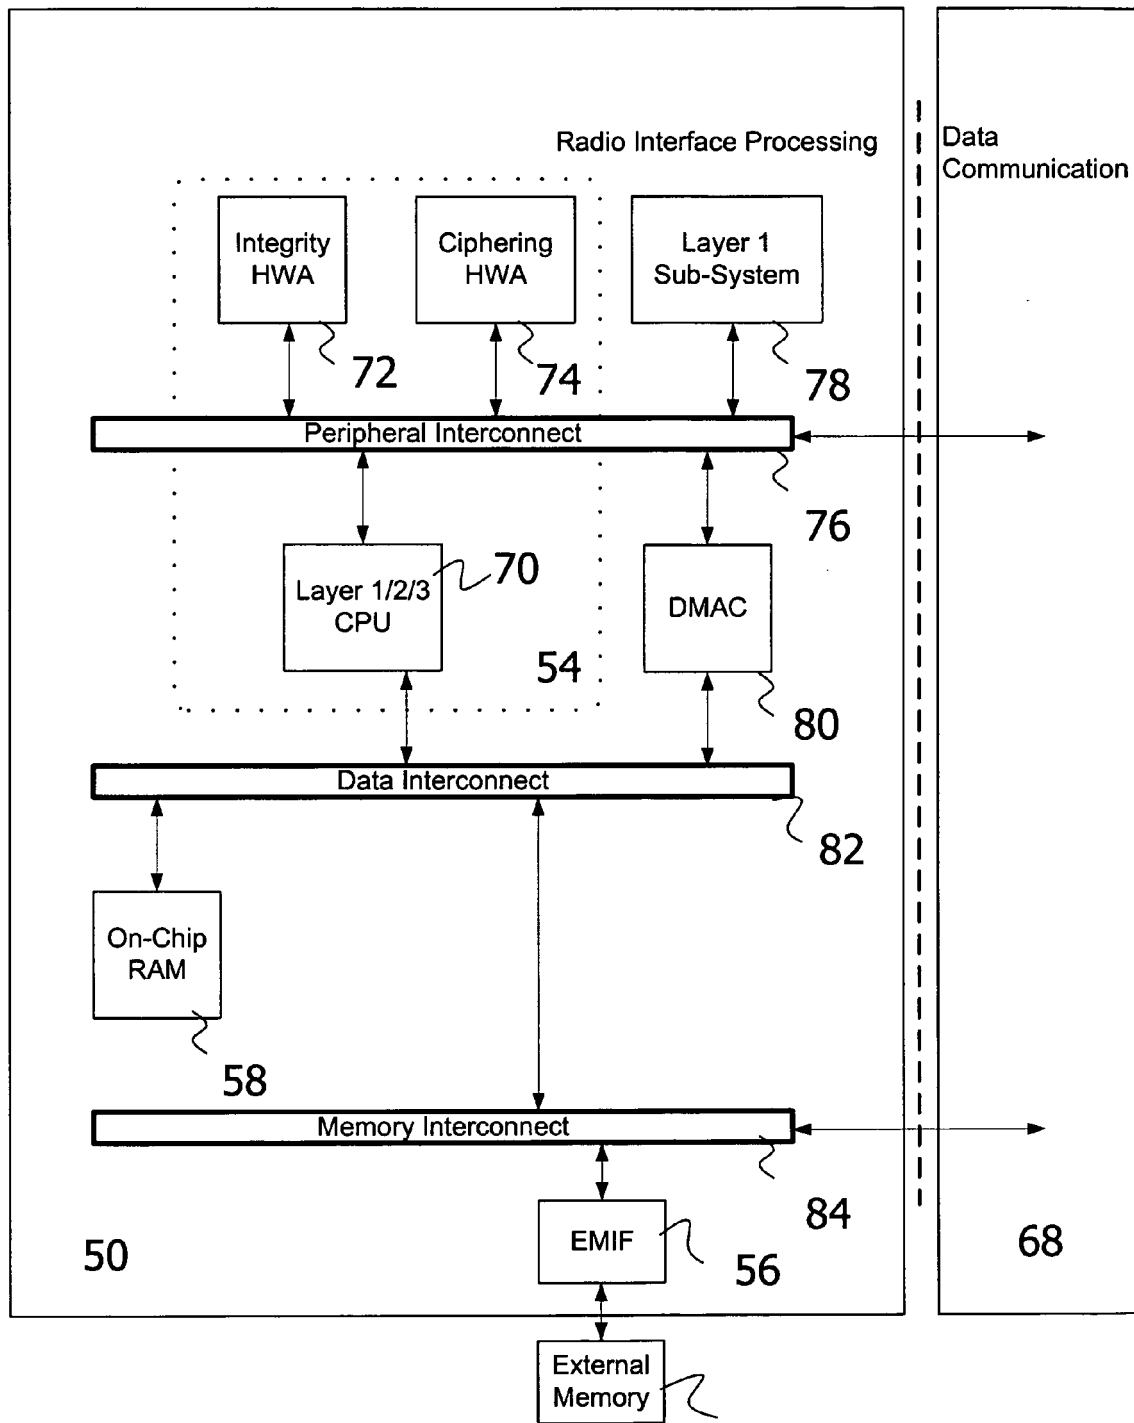 Radio Interface Processing
Data
Communication
Integrity
HWA
Ciphering
HWA
Layer 1
Sub-System
72
74
78
Peripheral Interconnect
76
Layer 1/2/3
CPU
70
DMAC
54
80
Data Interconnect
82
On-Chip
RAM
58
Memory Interconnect
84
EMIF
56
50
68
External
Memory